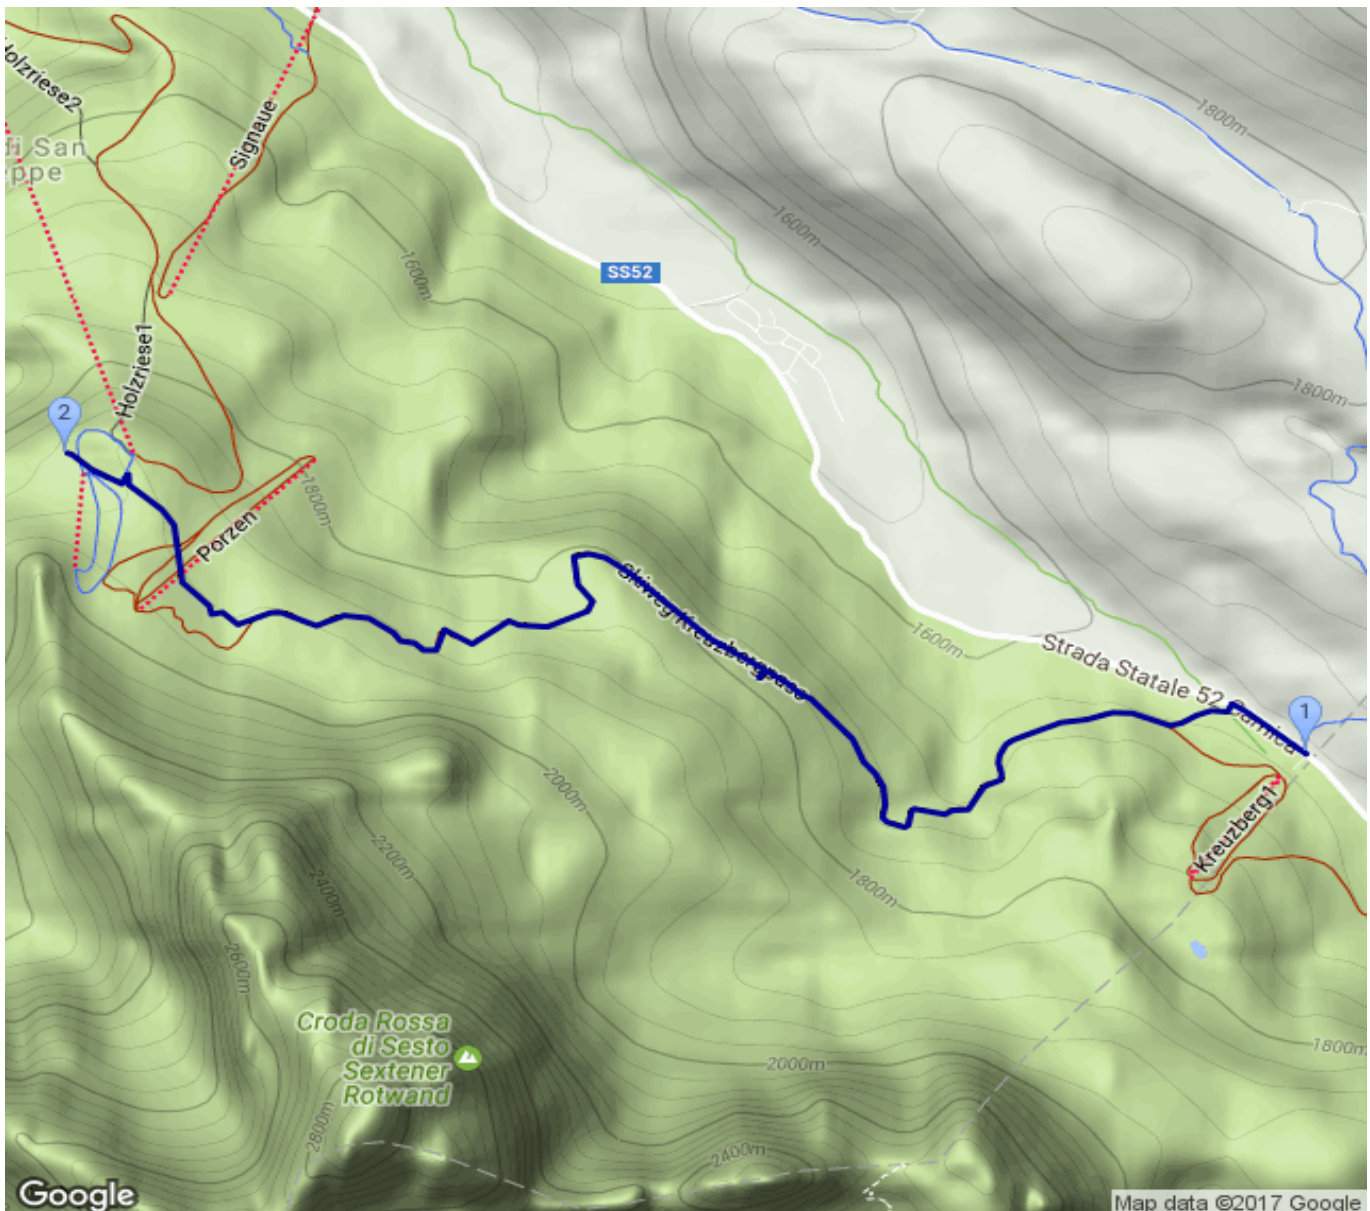 Holzriese2
Signaue
di San
eppe
1800m
1600m
1600m
SS52
Holzriese1
1800m
2
1800m
Porzen
Skiweg Kreuzbergpass
1600m
Strada Statale 52 Carnica
1
2000m
Kreuzberg1
2200m
1800m
2400m
2600m
Croda Rossa
di Sesto
Sextener
Rotwand
2000m
1800m
2800m
2400m
Google
Map data ©2017 Google